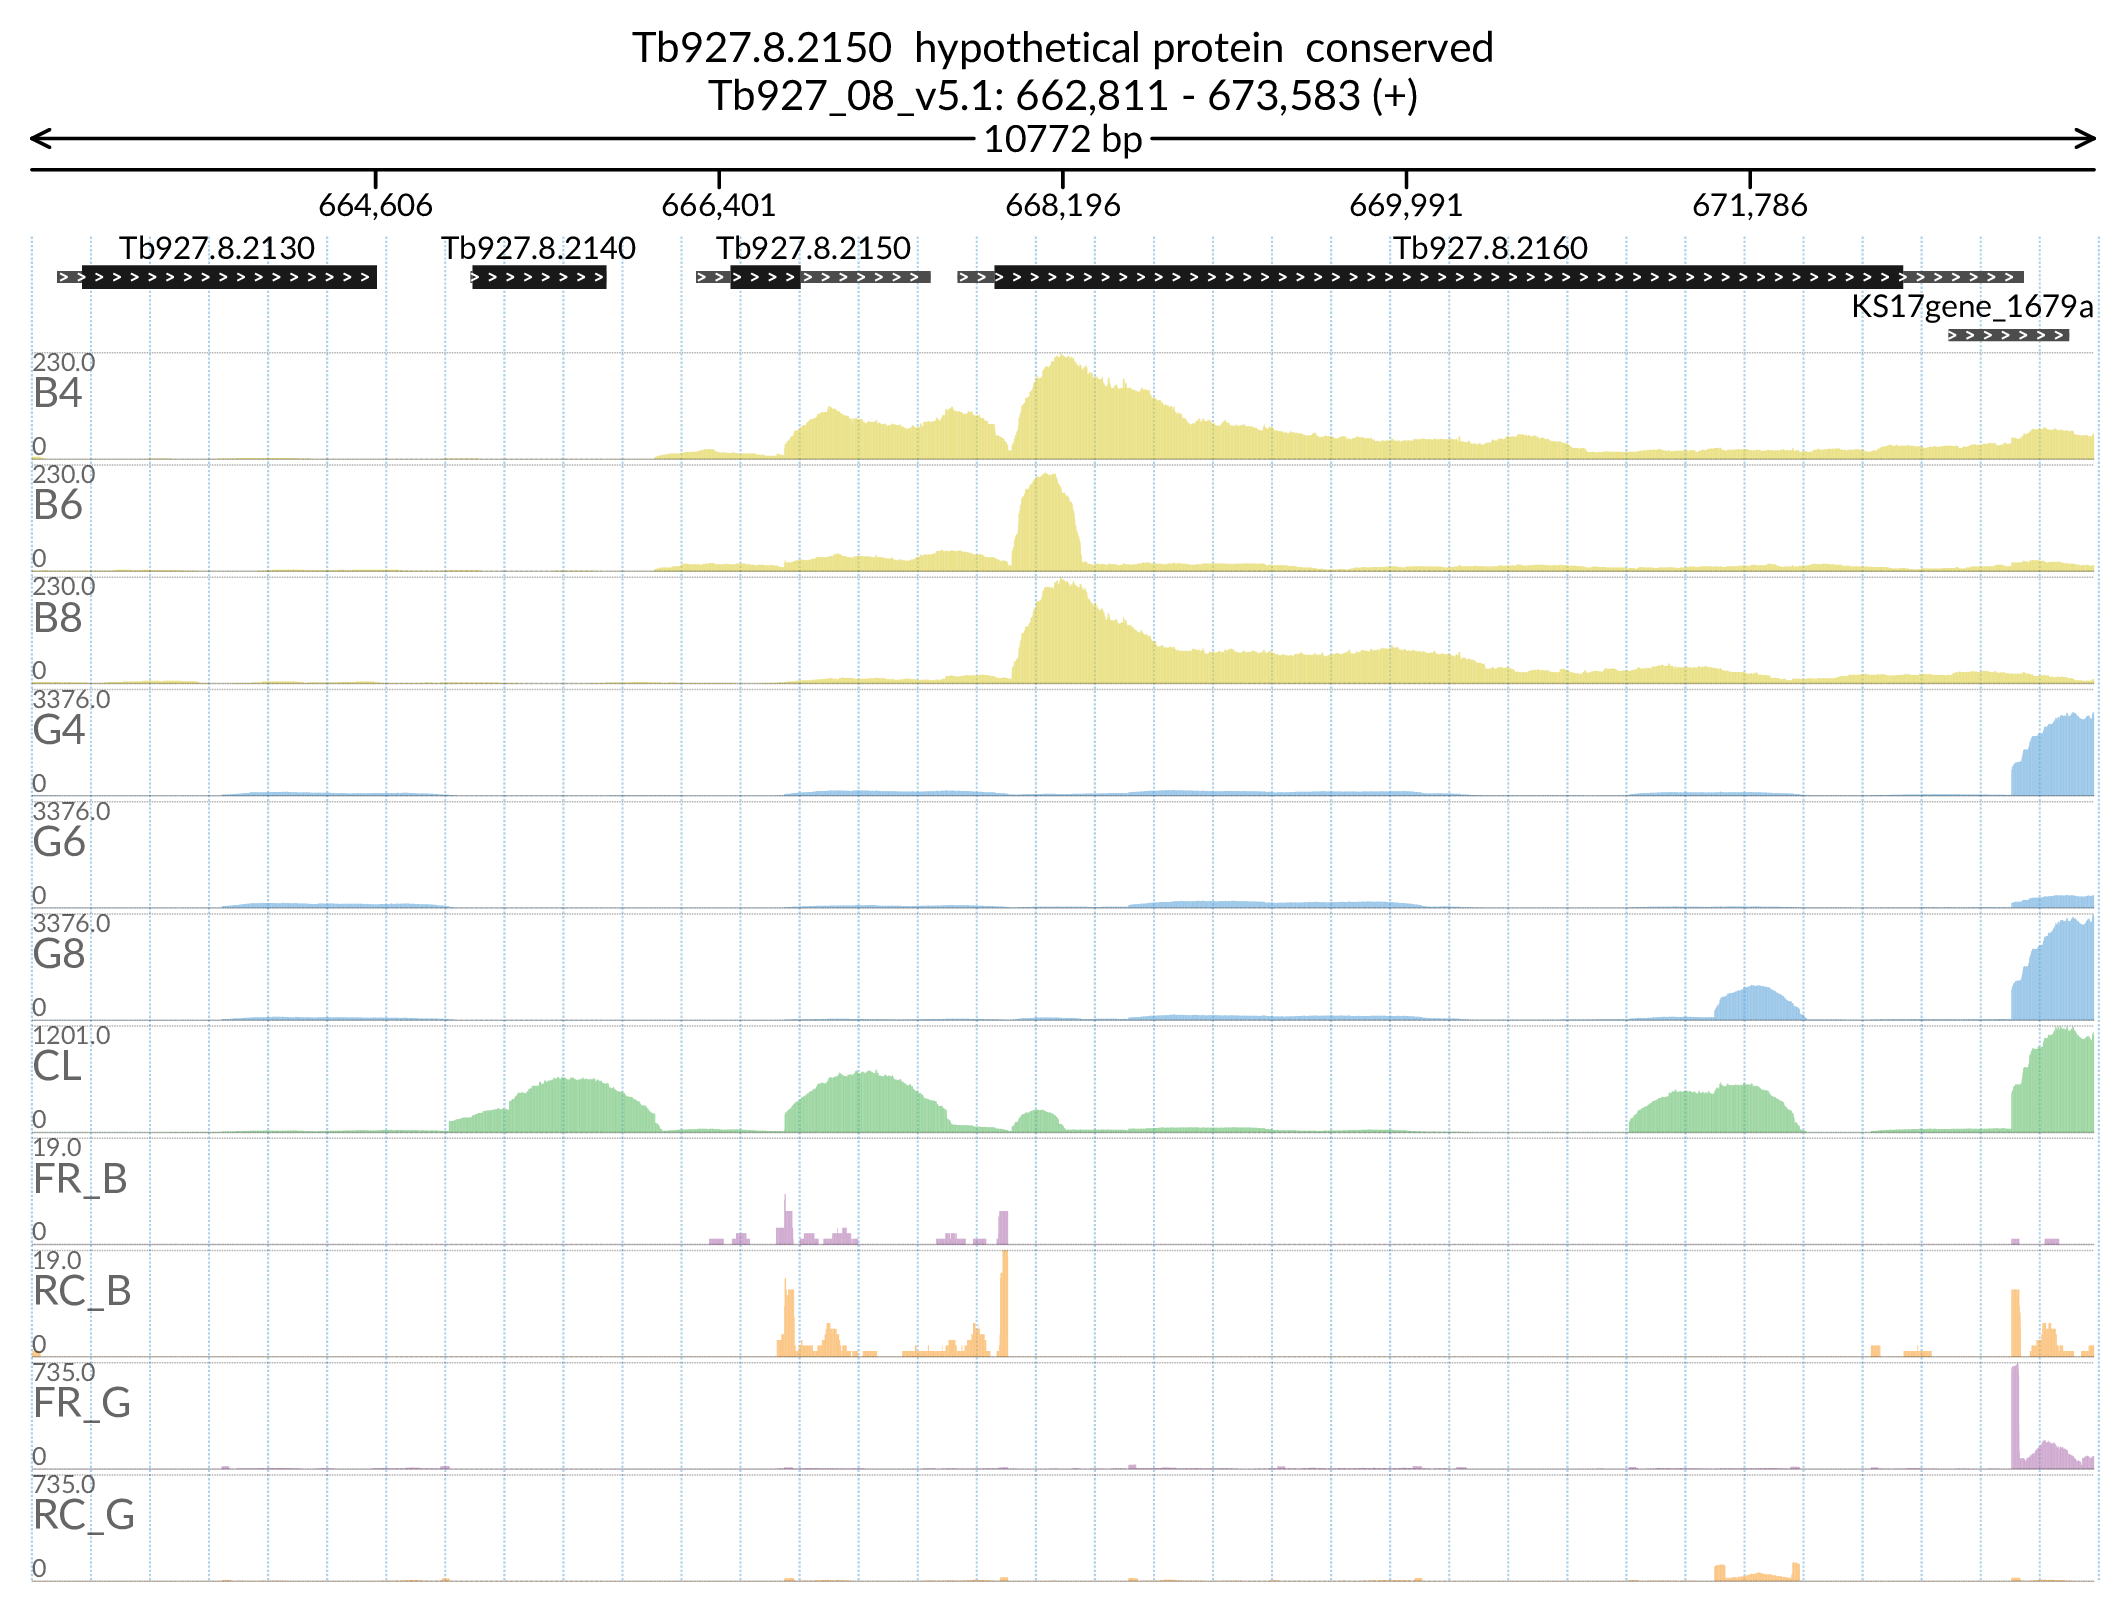 Tb927.8.2150  hypothetical protein  conserved
Tb927_08_v5.1: 662,811 - 673,583 (+)
10772 bp
664,606 666,401 668,196 669,991 671,786
Tb927.8.2130 Tb927.8.2140 Tb927.8.2150 Tb927.8.2160
KS17gene_1679a
230.0
B4
0
230.0
B6
0
230.0
B8
0
3376.0
G4
0
3376.0
G6
0
3376.0
G8
0
1201.0
CL
0
19.0
FR_B
0
19.0
RC_B
0
735.0
FR_G
0
735.0
RC_G
0